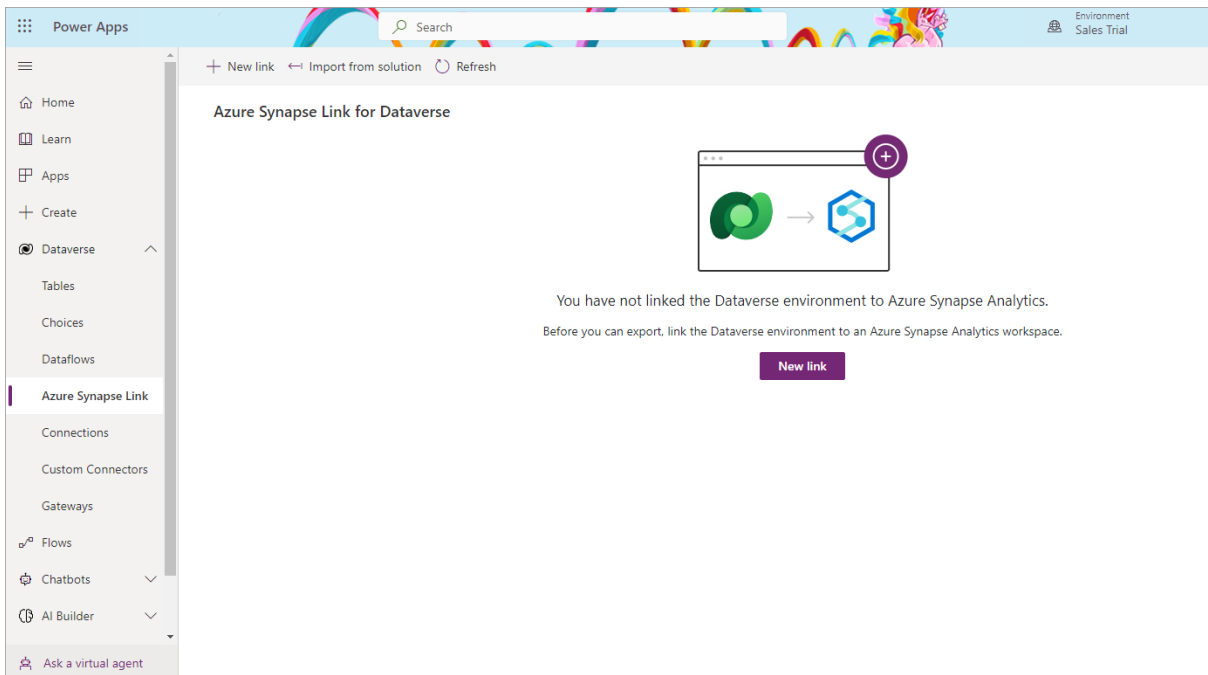 Power Apps
Search
Environment
Sales Trial
New link
Import from solution
Refresh
Home
Learn
Apps
Create
Dataverse
Tables
Choices
Dataflows
Azure Synapse Link
Connections
Custom Connectors
Gateways
Flows
Chatbots
AI Builder
Ask a virtual agent
Azure Synapse Link for Dataverse
You have not linked the Dataverse environment to Azure Synapse Analytics.
Before you can export, link the Dataverse environment to an Azure Synapse Analytics workspace.
New link